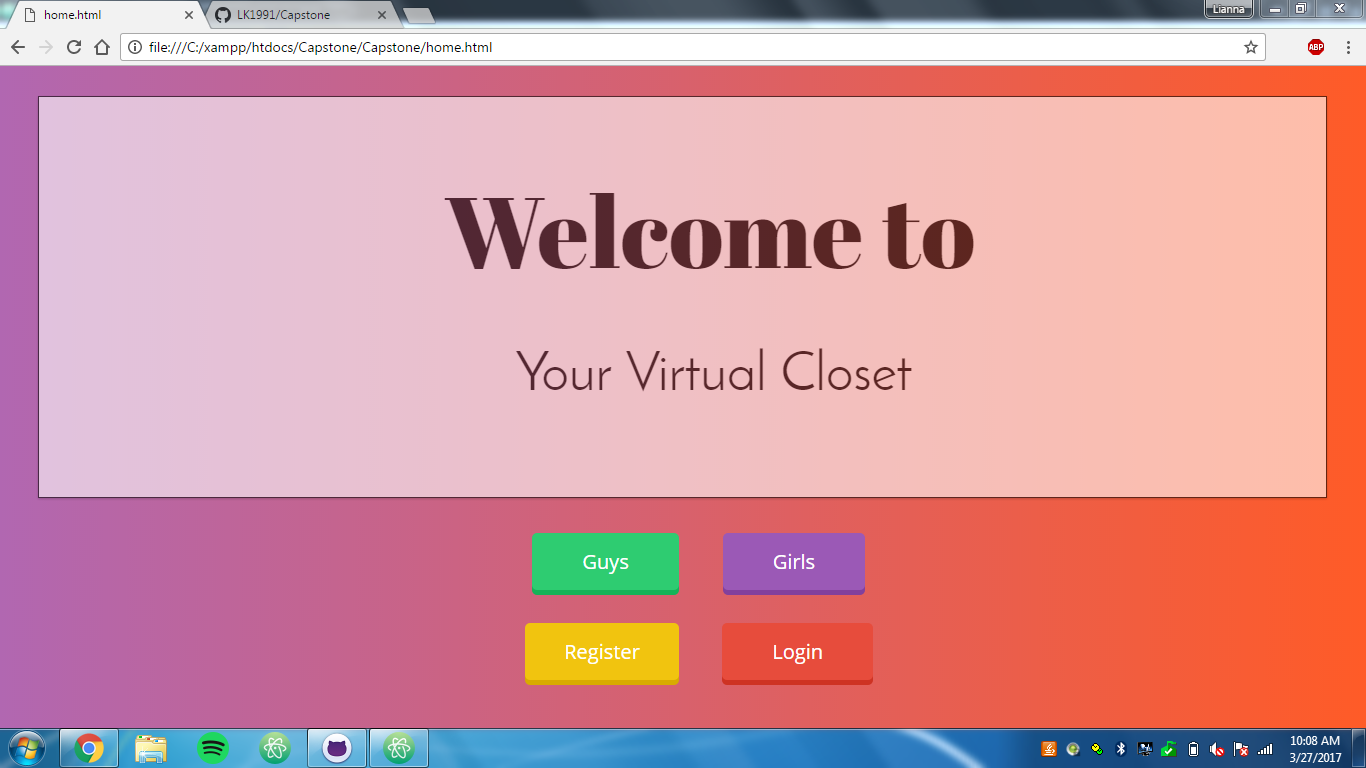 home.html
LK1991/Capstone
Lianna
file:///C:/xampp/htdocs/Capstone/Capstone/home.html
ABP
Welcome to
Your Virtual Closet
Guys
Girls
Register
Login
10:08 AM
3/27/2017